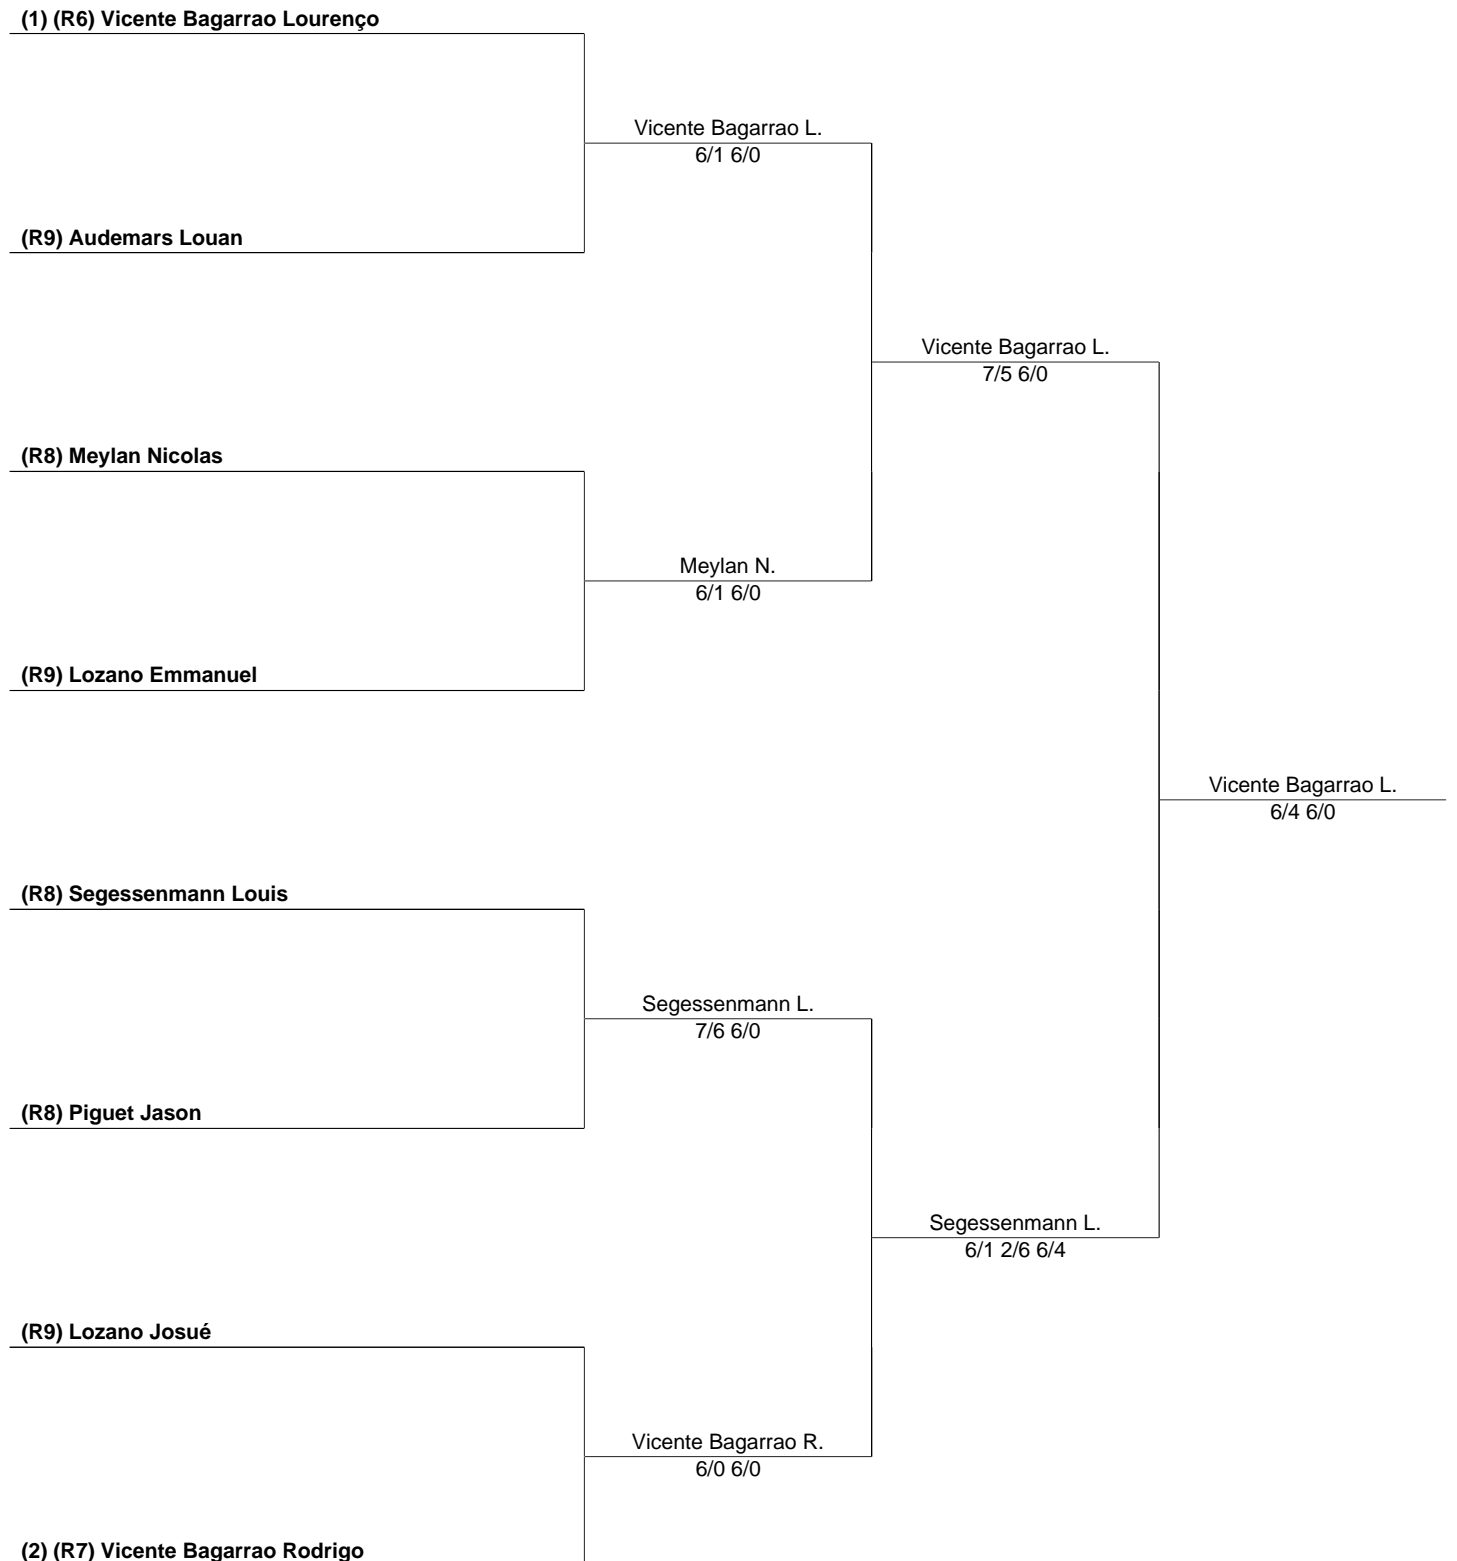 (1) (R6) Vicente Bagarrao Lourenço
Vicente Bagarrao L.
6/1 6/0
(R9) Audemars Louan
Vicente Bagarrao L.
7/5 6/0
(R8) Meylan Nicolas
Meylan N.
6/1 6/0
(R9) Lozano Emmanuel
Vicente Bagarrao L.
6/4 6/0
(R8) Segessenmann Louis
Segessenmann L.
7/6 6/0
(R8) Piguet Jason
Segessenmann L.
6/1 2/6 6/4
(R9) Lozano Josué
Vicente Bagarrao R.
6/0 6/0
(2) (R7) Vicente Bagarrao Rodrigo